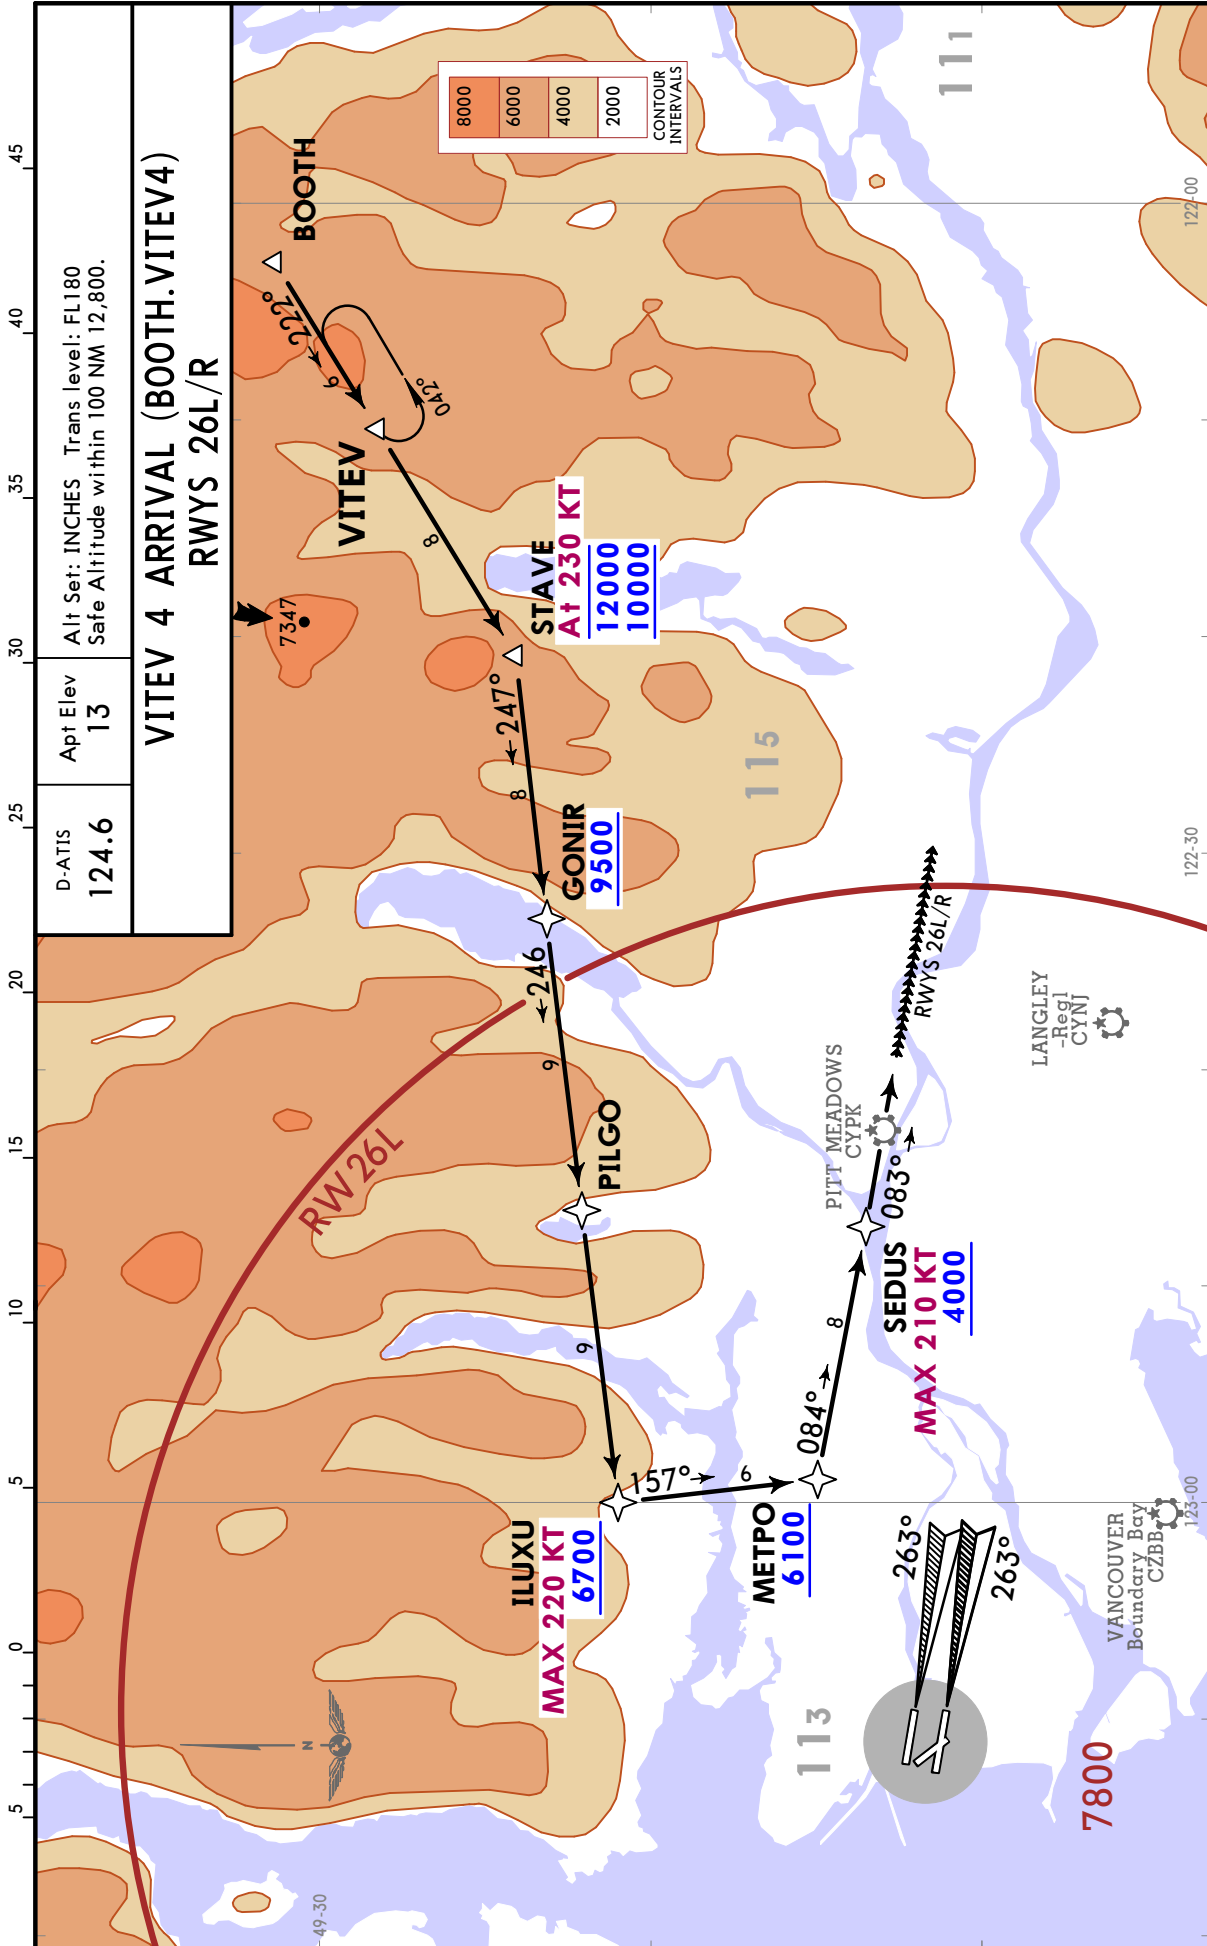 D-ATIS
124.6
Apt Elev
13
Alt Set: INCHES Trans level: FL180
Safe Altitude within 100 NM 12,800.
VITEV 4 ARRIVAL (BOOTH.VITEV4)
RWYS 26L/R
5
0
5
10
15
20
25
30
35
40
45
BOOTH
222°
6
042°
VITEV
8
7347
STAVE
At 230 KT
12000
10000
247°
8
GONIR
9500
246
9
PILGO
9
ILUXU
MAX 220 KT
6700
157°
6
METPO
6100
084°
8
SEDUS
MAX 210 KT
4000
083°
RWYS 26L/R
RW26L
N
8000
6000
4000
2000
CONTOUR
INTERVALS
111
115
113
PITT MEADOWS
CYPK
LANGLEY
-Regl
CYNJ
VANCOUVER
Boundary Bay
CZBB
263°
263°
7800
49-30
123-00
122-30
122-00